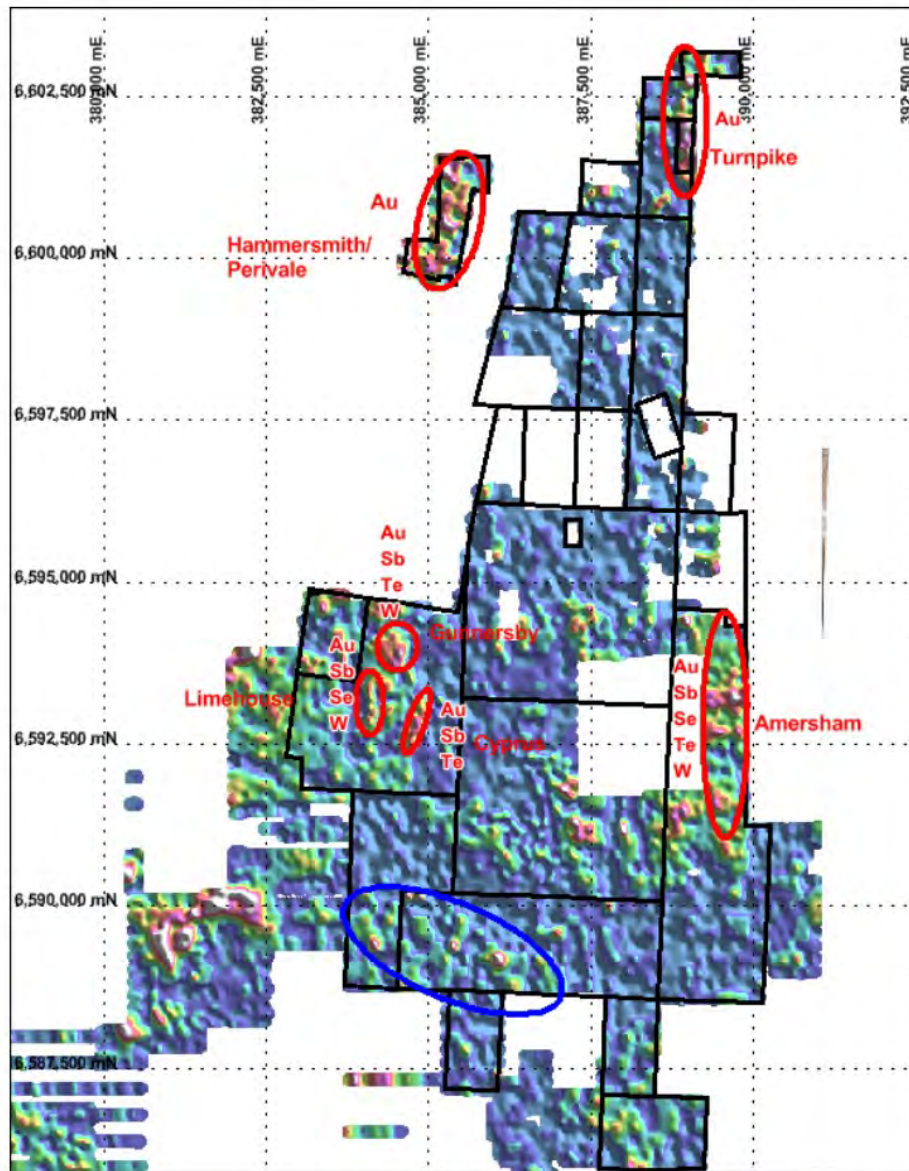 380,000 mE
382,500 mE
385,000 mE
387,500 mE
390,000 mE
392,50
6,602,500 mN
Au
Turnpike
Au
Hammersmith/
Perivale
6,600,000 mN
6,597,500 mN
6,595,000 mN
Au
Sb
Te
W
Gunnersby
Au
Sb
Se
W
Limehouse
Au
Sb
Te
Cyprus
Au
Sb
Se
Te
W
Amersham
6,592,500 mN
6,590,000 mN
6,587,500 mN